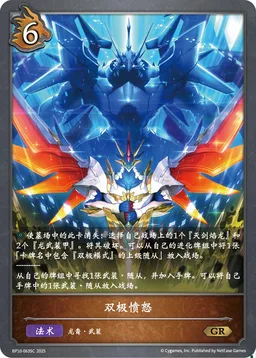 6
·使墓场中的此卡消失:选择自己战场上的1个『天剑焰龙』和
2个『龙武装甲』。将其破坏。可以从自己的进化牌组中将1张
『卡牌名中包含「双极模式」的上级随从』放入战场。
从自己的牌组中寻找1张武装·随从,并加入手牌。可以将自己
手牌中的1张武装·随从放入战场。
双极愤怒
法术 龙裔·武装
GR
BP10-063SC 2025
© Cygames, Inc. Published by NetEase Games